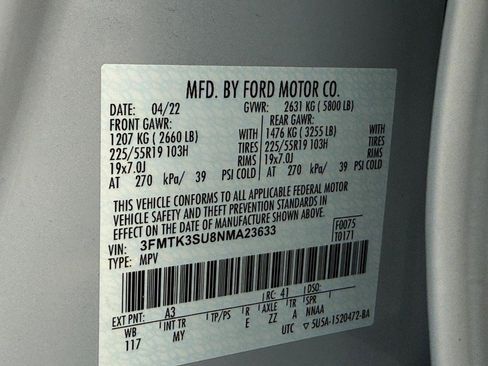 MFD. BY FORD MOTOR CO.
DATE: 04/22 GVWR: 2631 KG ( 5800 LB)
FRONT GAWR: REAR GAWR:
1207 KG ( 2660 LB) WITH 1476 KG ( 3255 LB) WITH
225/55R19 103H TIRES 225/55R19 103H TIRES
19x7.0J RIMS 19x7.0J RIMS
AT 270 kPa/ 39 PSI COLD AT 270 kPa/ 39 PSI COLD
THIS VEHICLE CONFORMS TO ALL APPLICABLE FEDERAL MOTOR
VEHICLE SAFETY AND THEFT PREVENTION STANDARDS IN
EFFECT ON THE DATE OF MANUFACTURE SHOWN ABOVE.
VIN: 3FMTK3SU8NMA23633 F0075
TYPE: MPV T0171
EXT PNT: A3 RC: 41 DSO:
WB INT TR TP/PS R AXLE TR SPR
117 MY E ZZ A NNAA
UTC 5U5A-1520472-BA